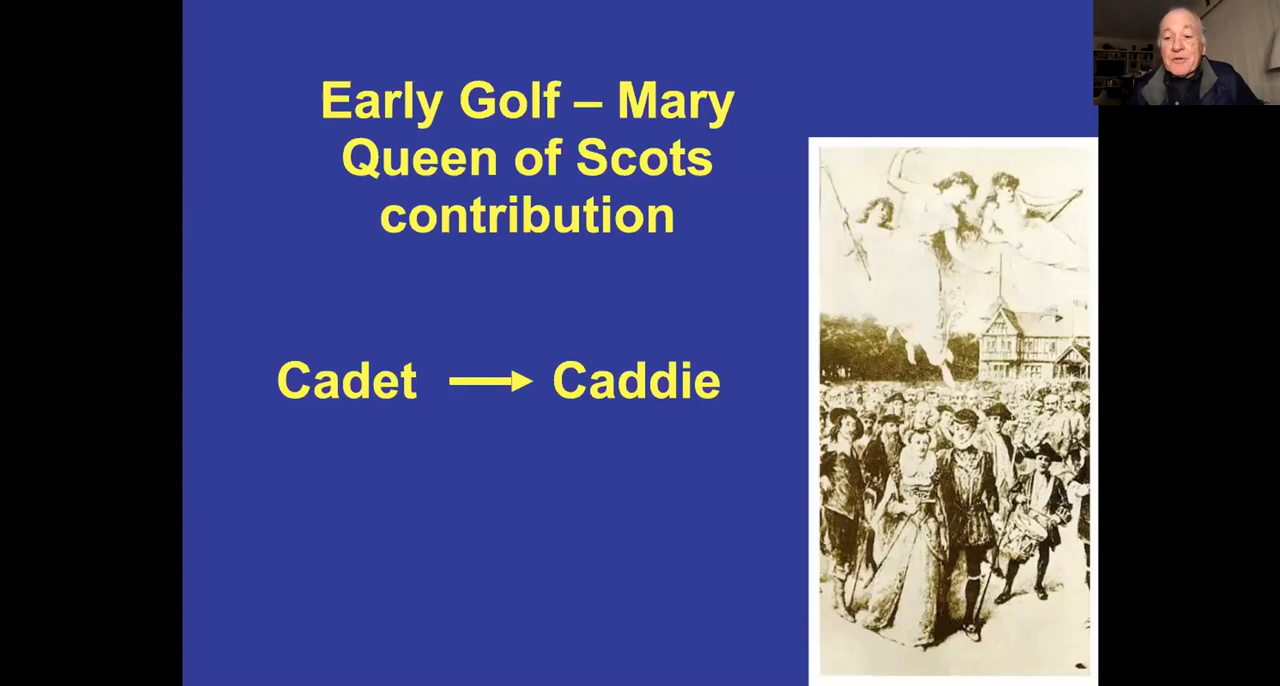 Early Golf – Mary
Queen of Scots
contribution
Cadet → Caddie